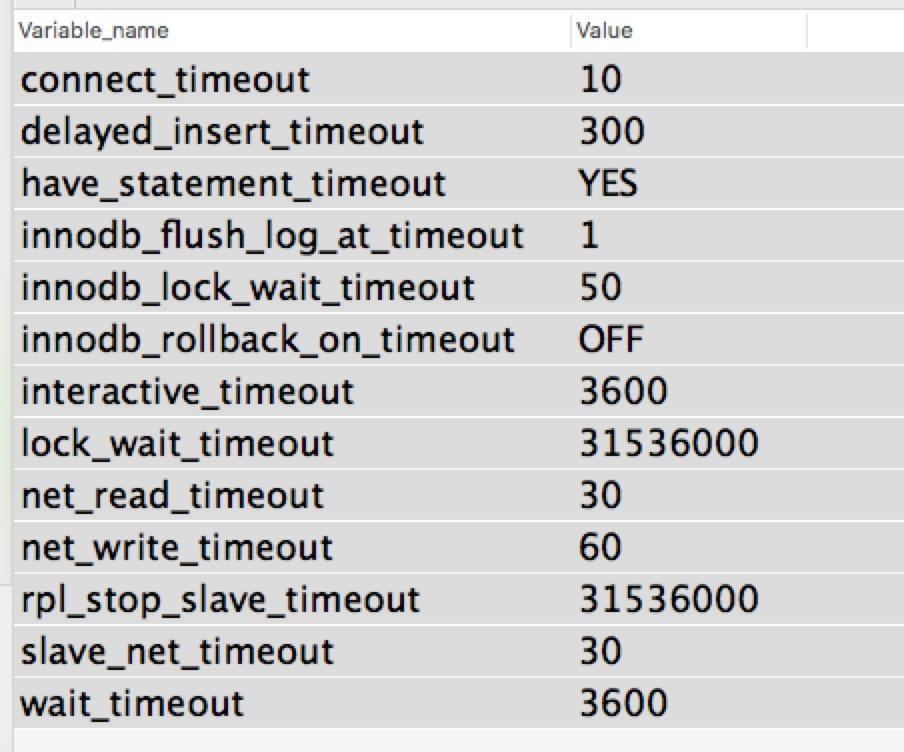 Variable_name Value
connect_timeout 10
delayed_insert_timeout 300
have_statement_timeout YES
innodb_flush_log_at_timeout 1
innodb_lock_wait_timeout 50
innodb_rollback_on_timeout OFF
interactive_timeout 3600
lock_wait_timeout 31536000
net_read_timeout 30
net_write_timeout 60
rpl_stop_slave_timeout 31536000
slave_net_timeout 30
wait_timeout 3600